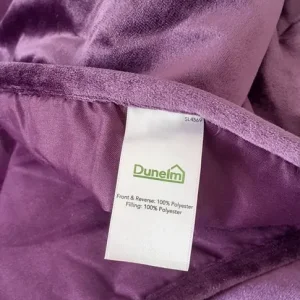 Dunelm
Front & Reverse: 100% Polyester
Filling: 100% Polyester